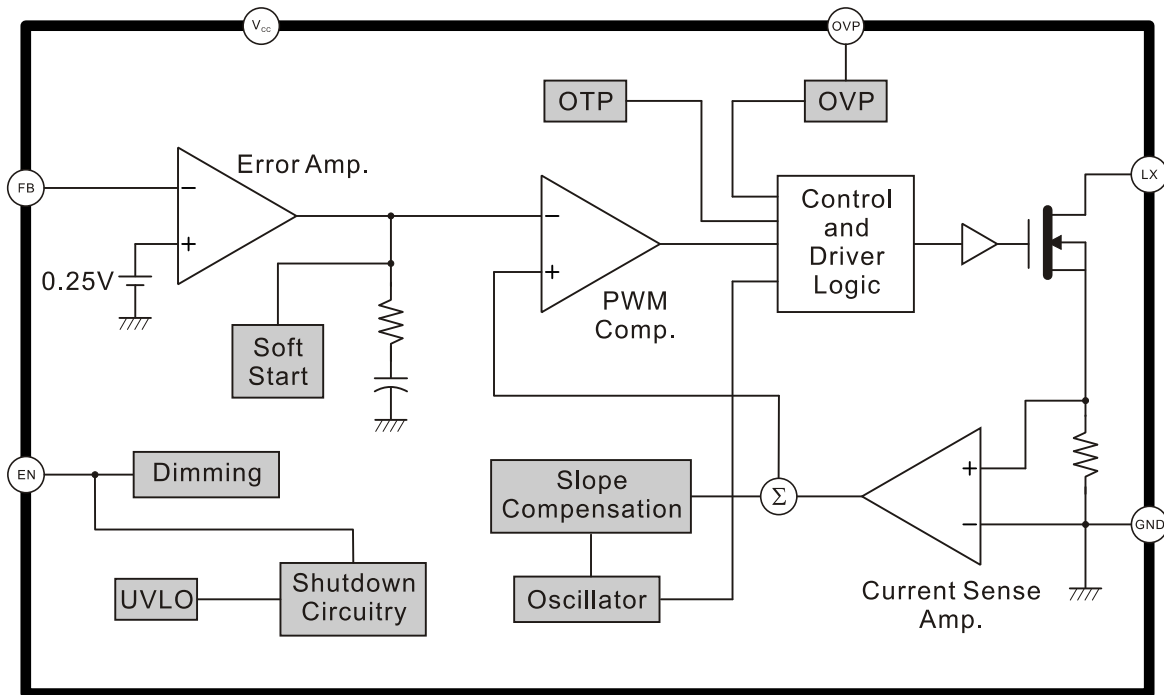 Vcc
OVP
OTP
OVP
Error Amp.
FB
−
+
0.25V
−
+
PWM
Comp.
Control
and
Driver
Logic
LX
Soft
Start
EN
Dimming
Slope
Compensation
Σ
+
−
GND
UVLO
Shutdown
Circuitry
Oscillator
Current Sense
Amp.